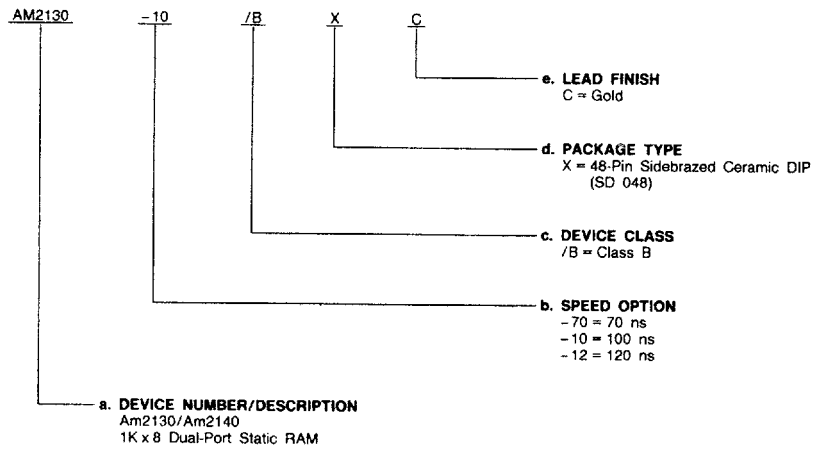 AM2130 -10 /B X C
e. LEAD FINISH
C = Gold
d. PACKAGE TYPE
X = 48-Pin Sidebrazed Ceramic DIP
(SD 048)
c. DEVICE CLASS
/B = Class B
b. SPEED OPTION
-70 = 70 ns
-10 = 100 ns
-12 = 120 ns
a. DEVICE NUMBER/DESCRIPTION
Am2130/Am2140
1K x 8 Dual-Port Static RAM